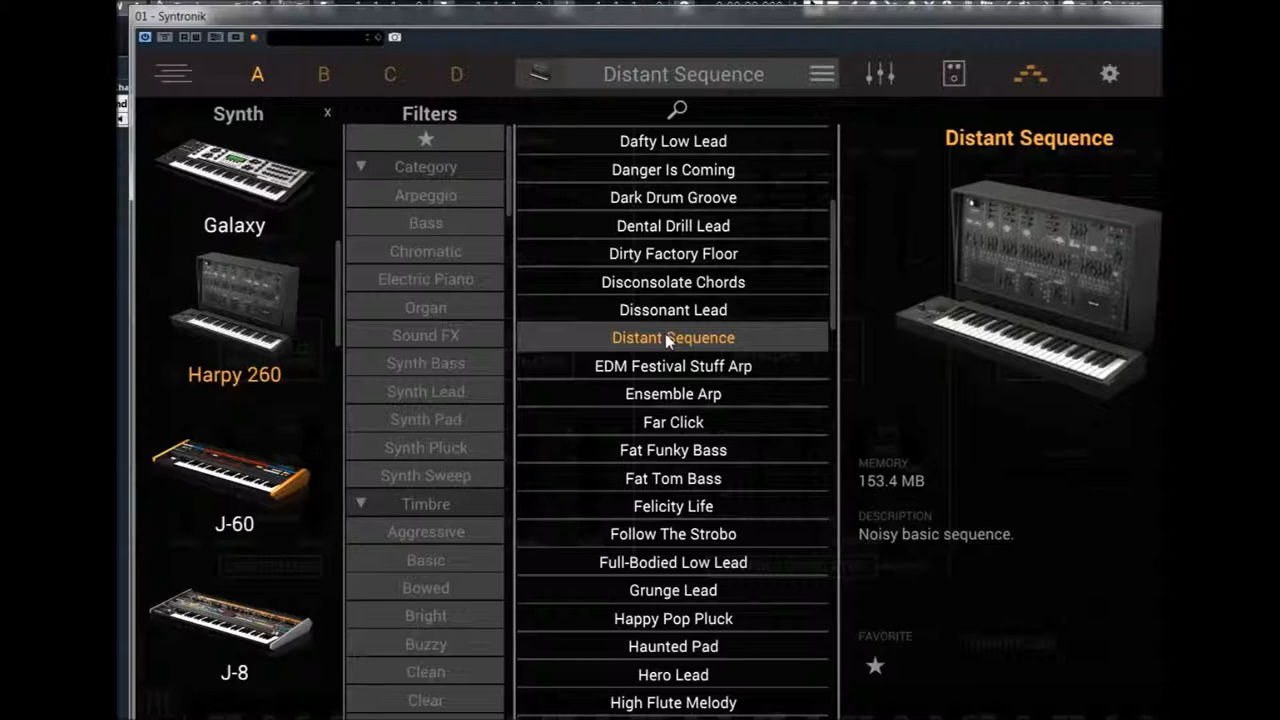 01 - Syntronik
A
B
C
D
Distant Sequence
Synth
x
Galaxy
Harpy 260
J-60
J-8
Filters
Category
Arpeggio
Bass
Chromatic
Electric Piano
Organ
Sound FX
Synth Bass
Synth Lead
Synth Pad
Synth Pluck
Synth Sweep
Timbre
Aggressive
Basic
Bowed
Bright
Buzzy
Clean
Clear
Dafty Low Lead
Danger Is Coming
Dark Drum Groove
Dental Drill Lead
Dirty Factory Floor
Disconsolate Chords
Dissonant Lead
Distant Sequence
EDM Festival Stuff Arp
Ensemble Arp
Far Click
Fat Funky Bass
Fat Tom Bass
Felicity Life
Follow The Strobo
Full-Bodied Low Lead
Grunge Lead
Happy Pop Pluck
Haunted Pad
Hero Lead
High Flute Melody
Distant Sequence
MEMORY
153.4 MB
DESCRIPTION
Noisy basic sequence.
FAVORITE